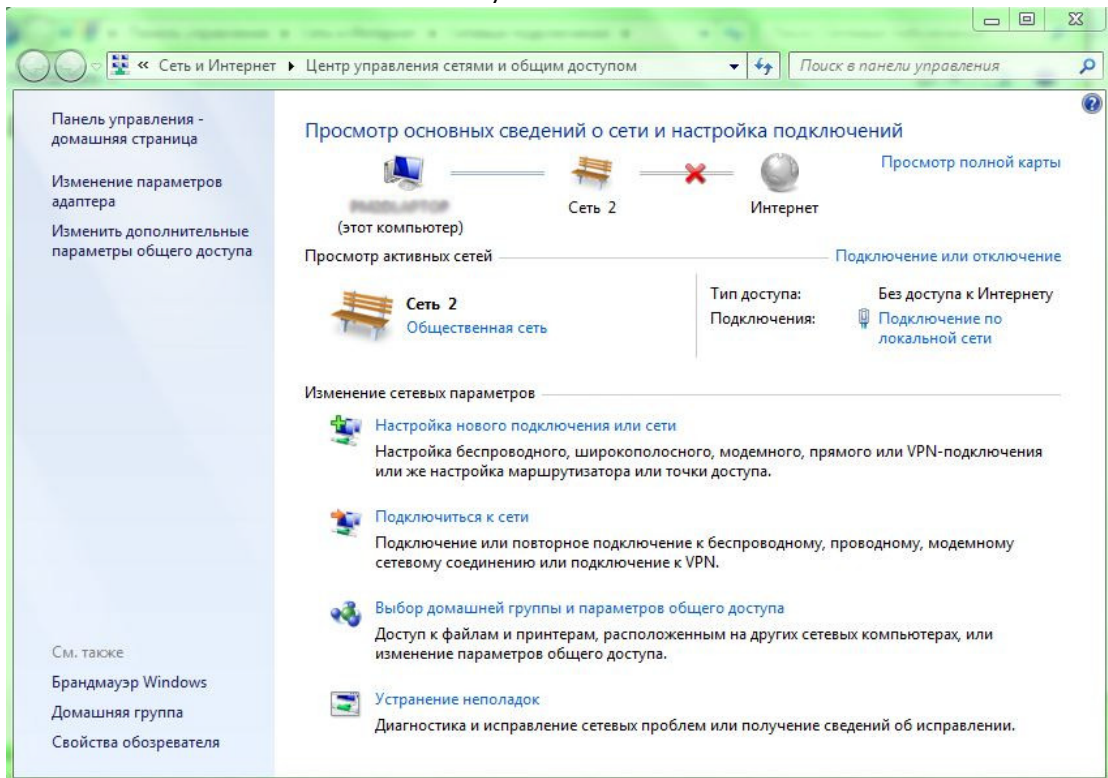 « Сеть и Интернет ▸ Центр управления сетями и общим доступом
Поиск в панели управления
Панель управления -
домашняя страница
Изменение параметров
адаптера
Изменить дополнительные
параметры общего доступа
См. также
Брандмауэр Windows
Домашняя группа
Свойства обозревателя
Просмотр основных сведений о сети и настройка подключений
Просмотр полной карты
(этот компьютер)
Сеть 2
Интернет
Просмотр активных сетей
Подключение или отключение
Сеть 2
Общественная сеть
Тип доступа: Без доступа к Интернету
Подключения: Подключение по
локальной сети
Изменение сетевых параметров
Настройка нового подключения или сети
Настройка беспроводного, широкополосного, модемного, прямого или VPN-подключения
или же настройка маршрутизатора или точки доступа.
Подключиться к сети
Подключение или повторное подключение к беспроводному, проводному, модемному
сетевому соединению или подключение к VPN.
Выбор домашней группы и параметров общего доступа
Доступ к файлам и принтерам, расположенным на других сетевых компьютерах, или
изменение параметров общего доступа.
Устранение неполадок
Диагностика и исправление сетевых проблем или получение сведений об исправлении.